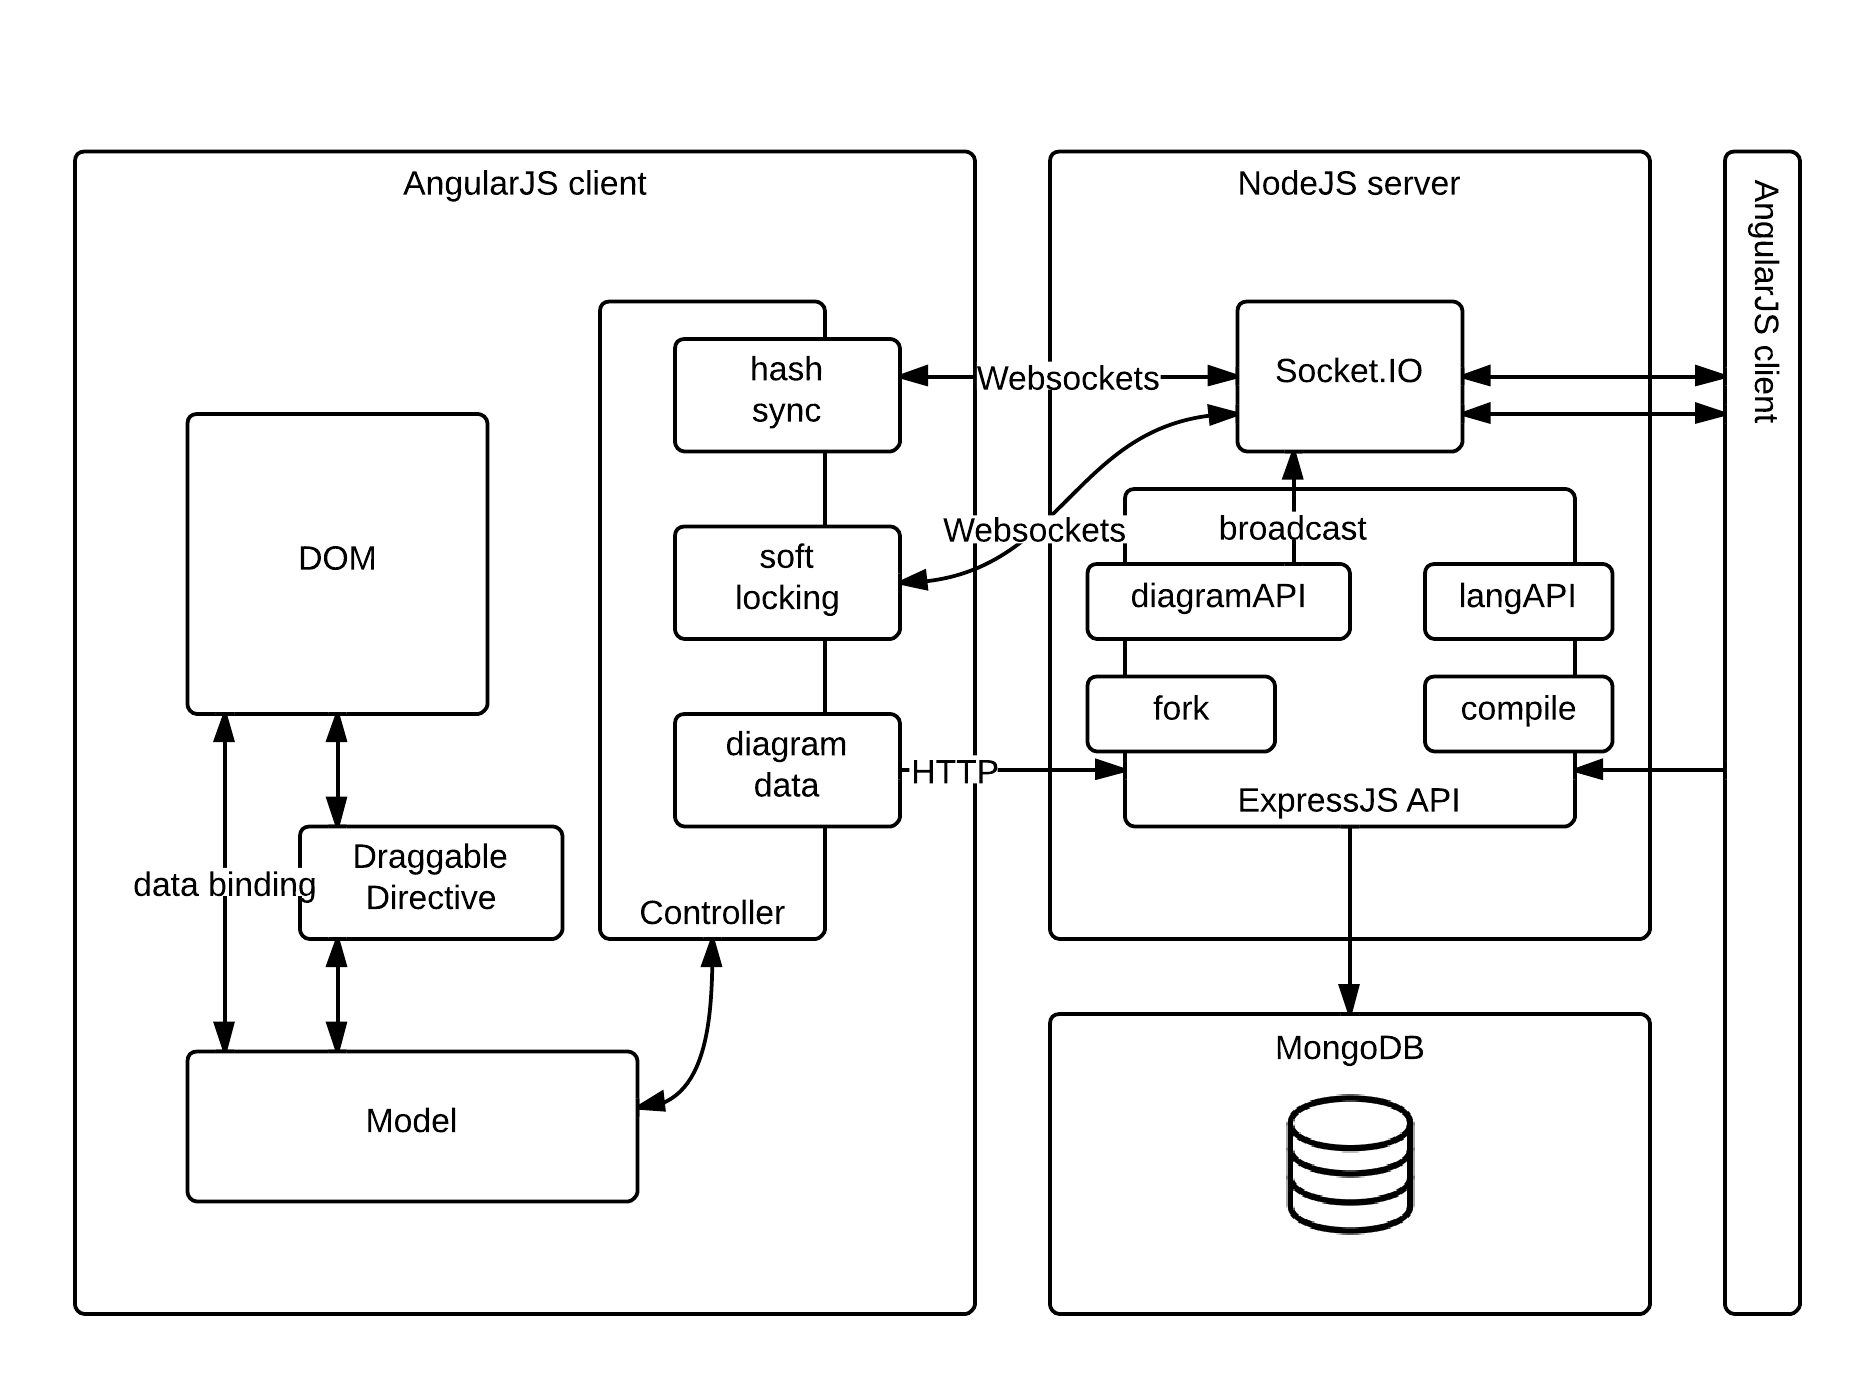 AngularJS client
NodeJS server
AngularJS client
hash
sync
Websockets
Socket.IO
soft
locking
Websockets
broadcast
DOM
diagramAPI
langAPI
fork
compile
diagram
data
HTTP
ExpressJS API
Draggable
Directive
data binding
Controller
Model
MongoDB